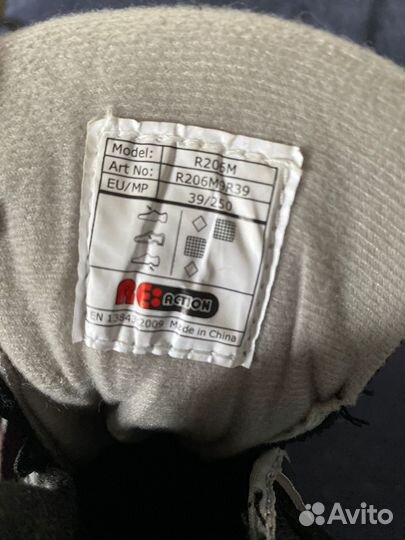 Model: R206M
Art No: R206M9R39
EU/MP 39/250
ACTION
EN 13843:2009 Made in China
Avito